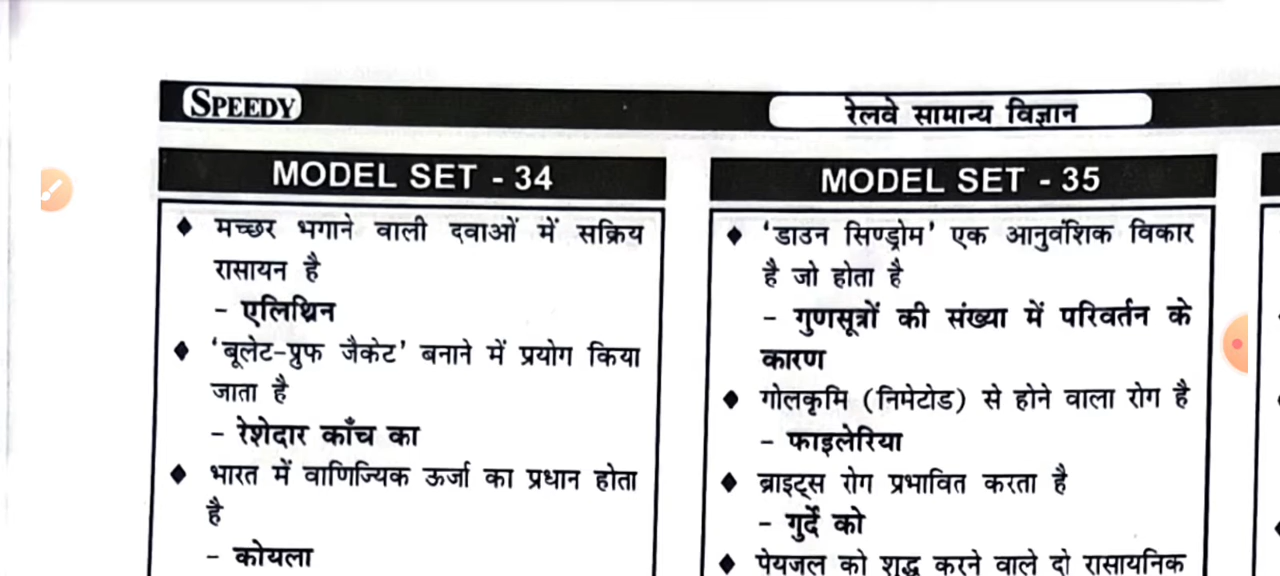 SPEEDY
रेलवे सामान्य विज्ञान
MODEL SET - 34
♦ मच्छर भगाने वाली दवाओं में सक्रिय
रासायन है
- एलिथ्रिन
♦ 'बूलेट-प्रुफ जैकेट' बनाने में प्रयोग किया
जाता है
- रेशेदार काँच का
♦ भारत में वाणिज्यिक ऊर्जा का प्रधान होता
है
- कोयला
MODEL SET - 35
♦ 'डाउन सिण्ड्रोम' एक आनुवंशिक विकार
है जो होता है
- गुणसूत्रों की संख्या में परिवर्तन के
कारण
♦ गोलकृमि (निमेटोड) से होने वाला रोग है
- फाइलेरिया
♦ ब्राइट्स रोग प्रभावित करता है
- गुर्दे को
♦ पेयजल को शुद्ध करने वाले दो रासायनिक